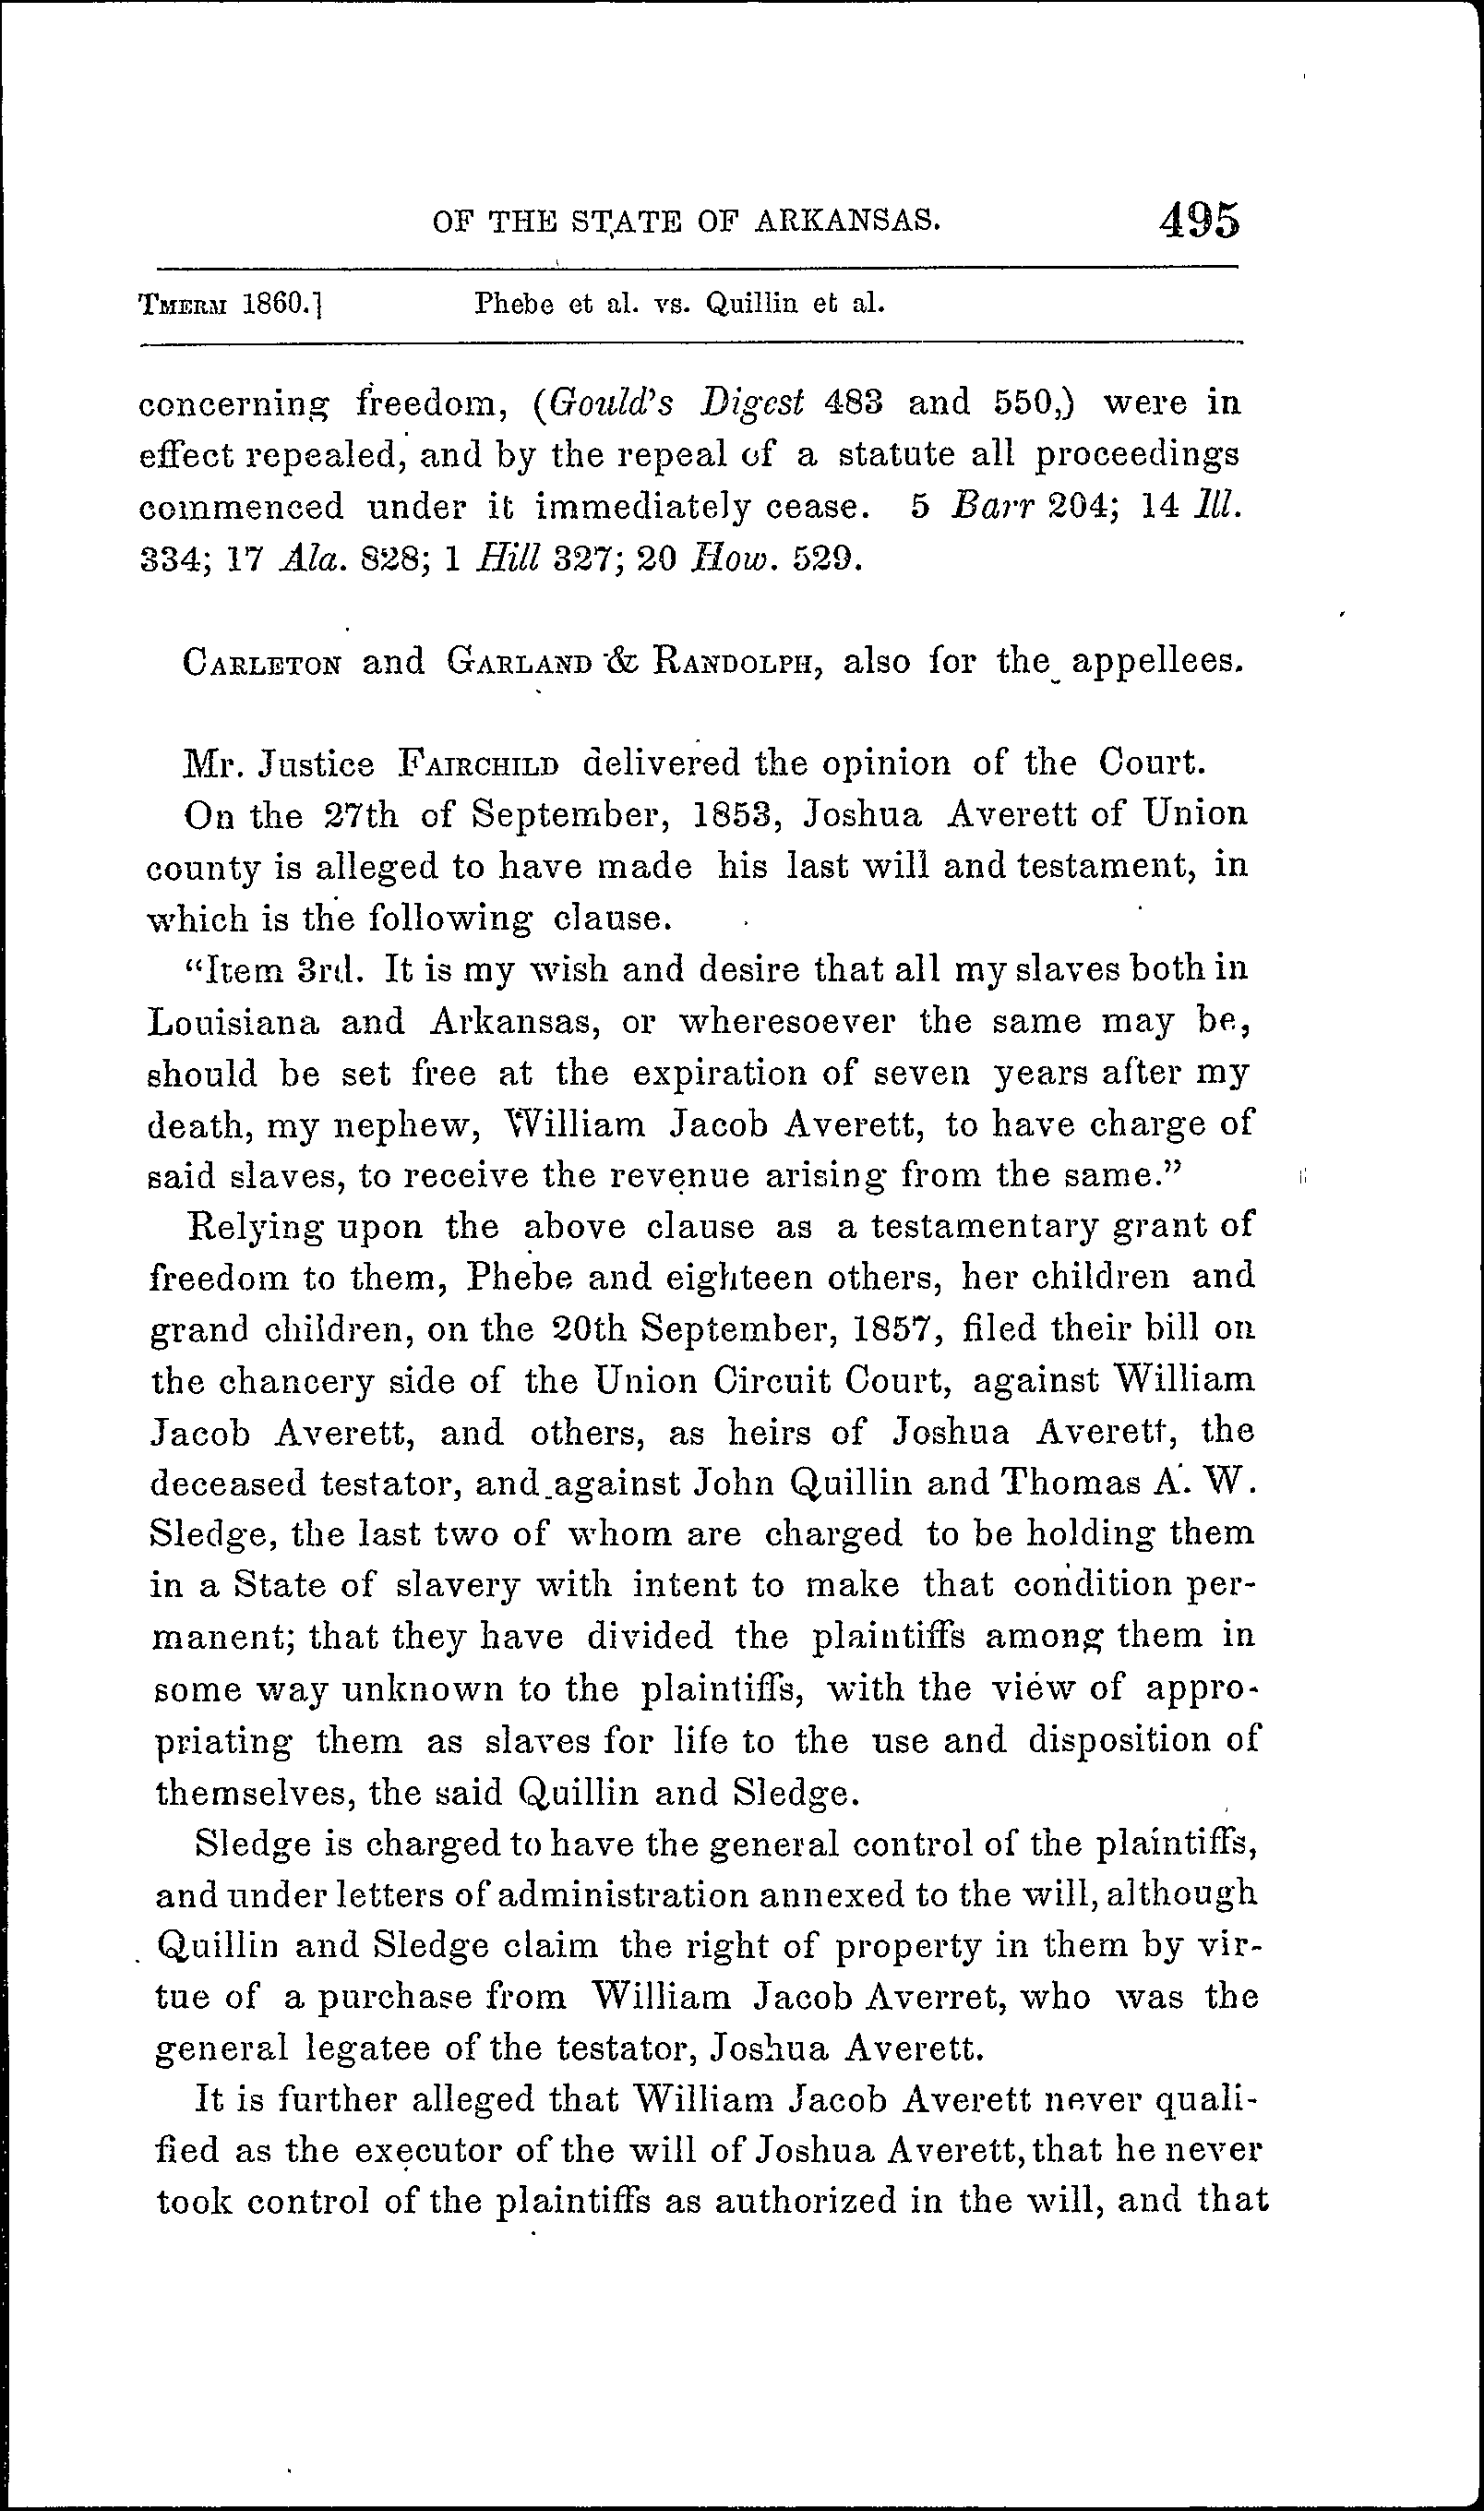 OF THE STATE OF ARKANSAS. 495
TMERM 1860.] Phebe et al. vs. Quillin et al.
concerning freedom, (Gould's Digest 483 and 550,) were in
effect repealed, and by the repeal of a statute all proceedings
commenced under it immediately cease. 5 Barr 204; 14 Ill.
334; 17 Ala. 828; 1 Hill 327; 20 How. 529.
CARLETON and GARLAND & RANDOLPH, also for the appellees.
Mr. Justice FAIRCHILD delivered the opinion of the Court.
On the 27th of September, 1853, Joshua Averett of Union
county is alleged to have made his last will and testament, in
which is the following clause.
"Item 3rd. It is my wish and desire that all my slaves both in
Louisiana and Arkansas, or wheresoever the same may be,
should be set free at the expiration of seven years after my
death, my nephew, William Jacob Averett, to have charge of
said slaves, to receive the revenue arising from the same."
Relying upon the above clause as a testamentary grant of
freedom to them, Phebe and eighteen others, her children and
grand children, on the 20th September, 1857, filed their bill on
the chancery side of the Union Circuit Court, against William
Jacob Averett, and others, as heirs of Joshua Averett, the
deceased testator, and against John Quillin and Thomas A. W.
Sledge, the last two of whom are charged to be holding them
in a State of slavery with intent to make that condition per-
manent; that they have divided the plaintiffs among them in
some way unknown to the plaintiffs, with the view of appro-
priating them as slaves for life to the use and disposition of
themselves, the said Quillin and Sledge.
Sledge is charged to have the general control of the plaintiffs,
and under letters of administration annexed to the will, although
Quillin and Sledge claim the right of property in them by vir-
tue of a purchase from William Jacob Averret, who was the
general legatee of the testator, Joshua Averett.
It is further alleged that William Jacob Averett never quali-
fied as the executor of the will of Joshua Averett, that he never
took control of the plaintiffs as authorized in the will, and that